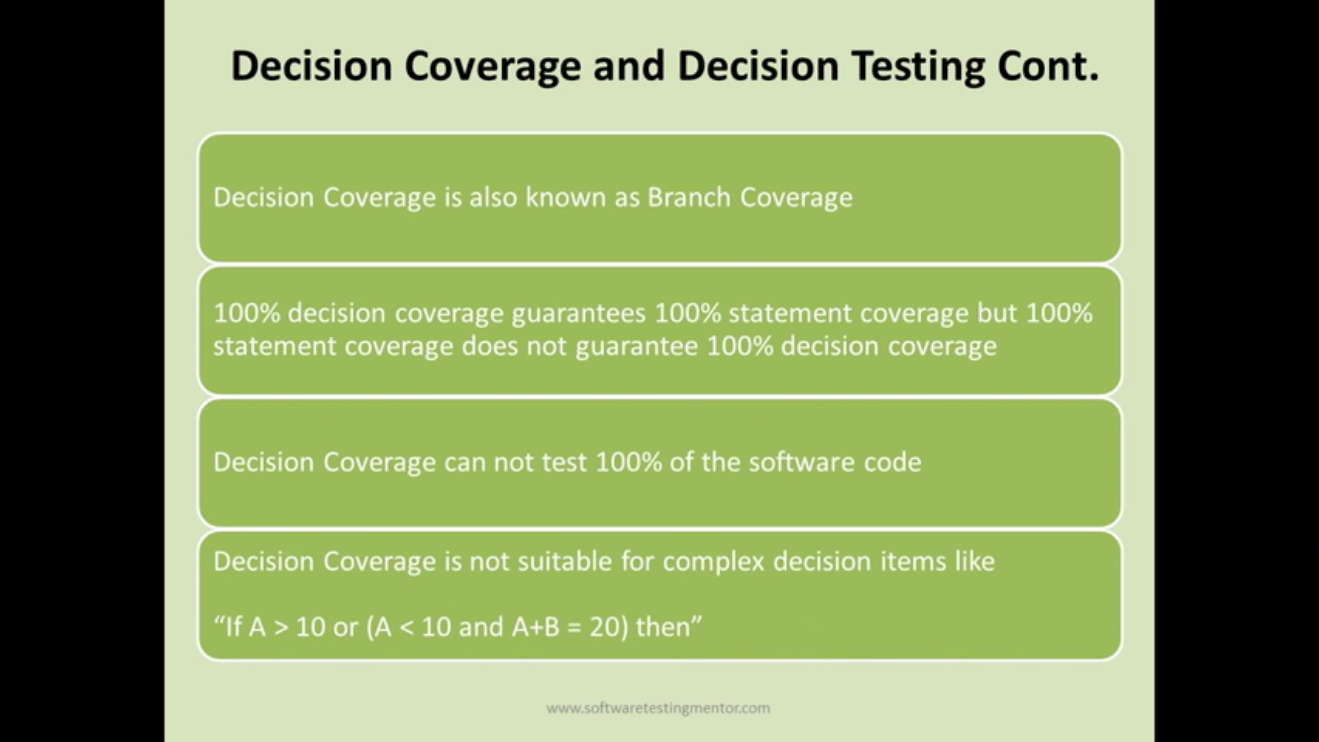 Decision Coverage and Decision Testing Cont.
Decision Coverage is also known as Branch Coverage
100% decision coverage guarantees 100% statement coverage but 100%
statement coverage does not guarantee 100% decision coverage
Decision Coverage can not test 100% of the software code
Decision Coverage is not suitable for complex decision items like
“If A > 10 or (A < 10 and A+B = 20) then”
www.softwaretestingmentor.com